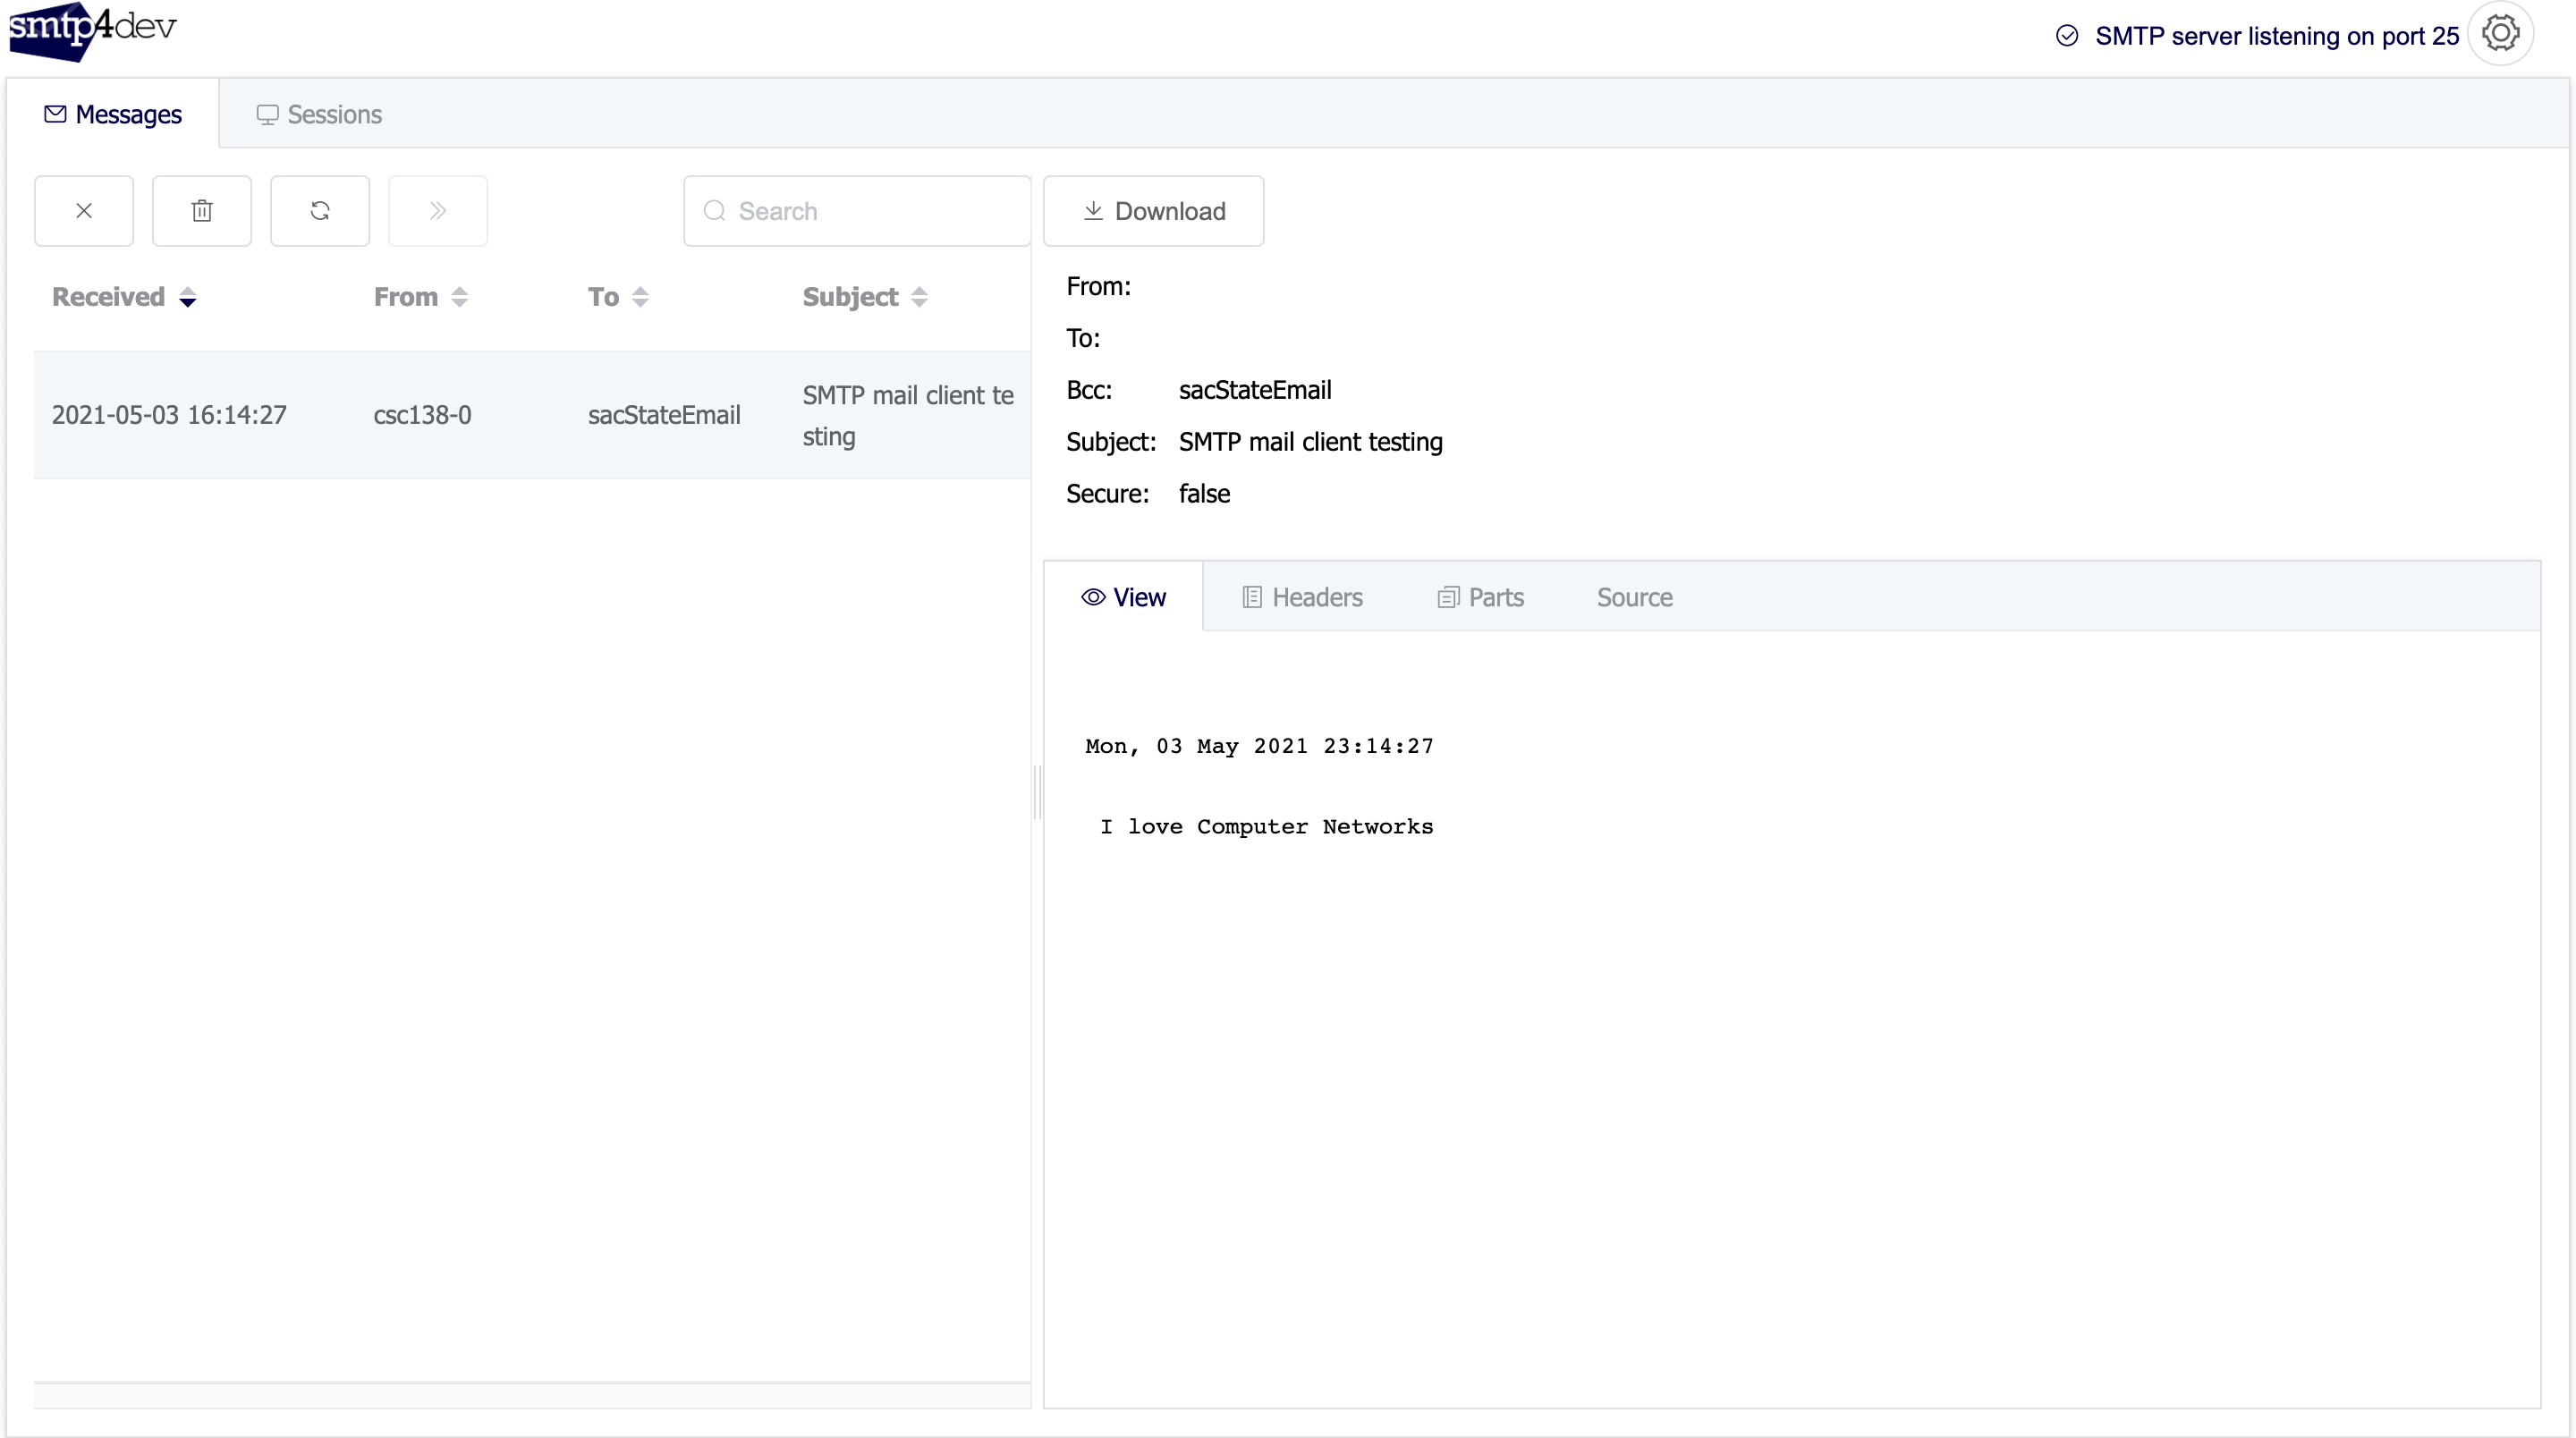 smtp4dev
SMTP server listening on port 25
Messages
Sessions
Search
Download
Received
From
To
Subject
2021-05-03 16:14:27
csc138-0
sacStateEmail
SMTP mail client te
sting
From:
To:
Bcc: sacStateEmail
Subject: SMTP mail client testing
Secure: false
View
Headers
Parts
Source
Mon, 03 May 2021 23:14:27
I love Computer Networks